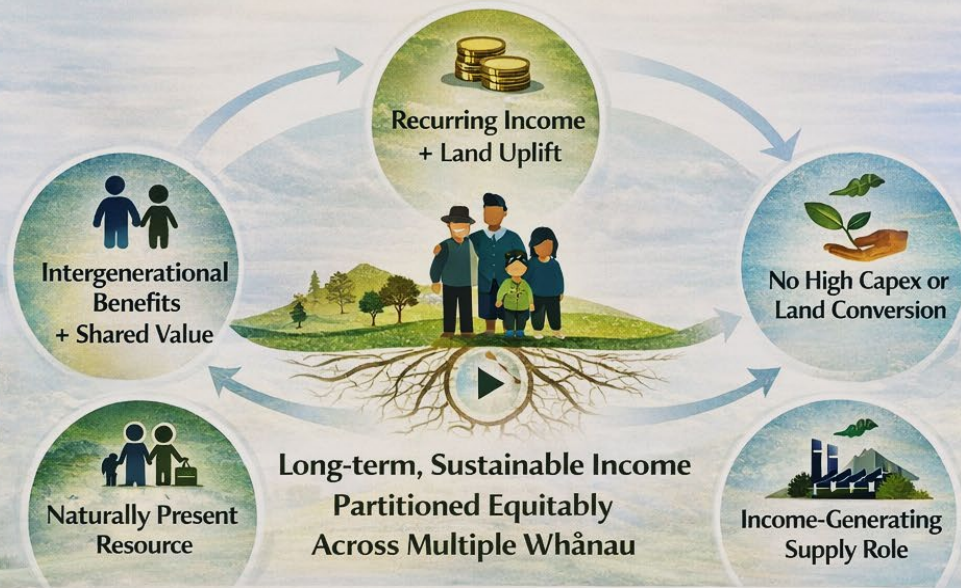 Recurring Income
+ Land Uplift
Intergenerational
Benefits
+ Shared Value
No High Capex or
Land Conversion
Naturally Present
Resource
Long-term, Sustainable Income
Partitioned Equitably
Across Multiple Whånau
Income-Generating
Supply Role